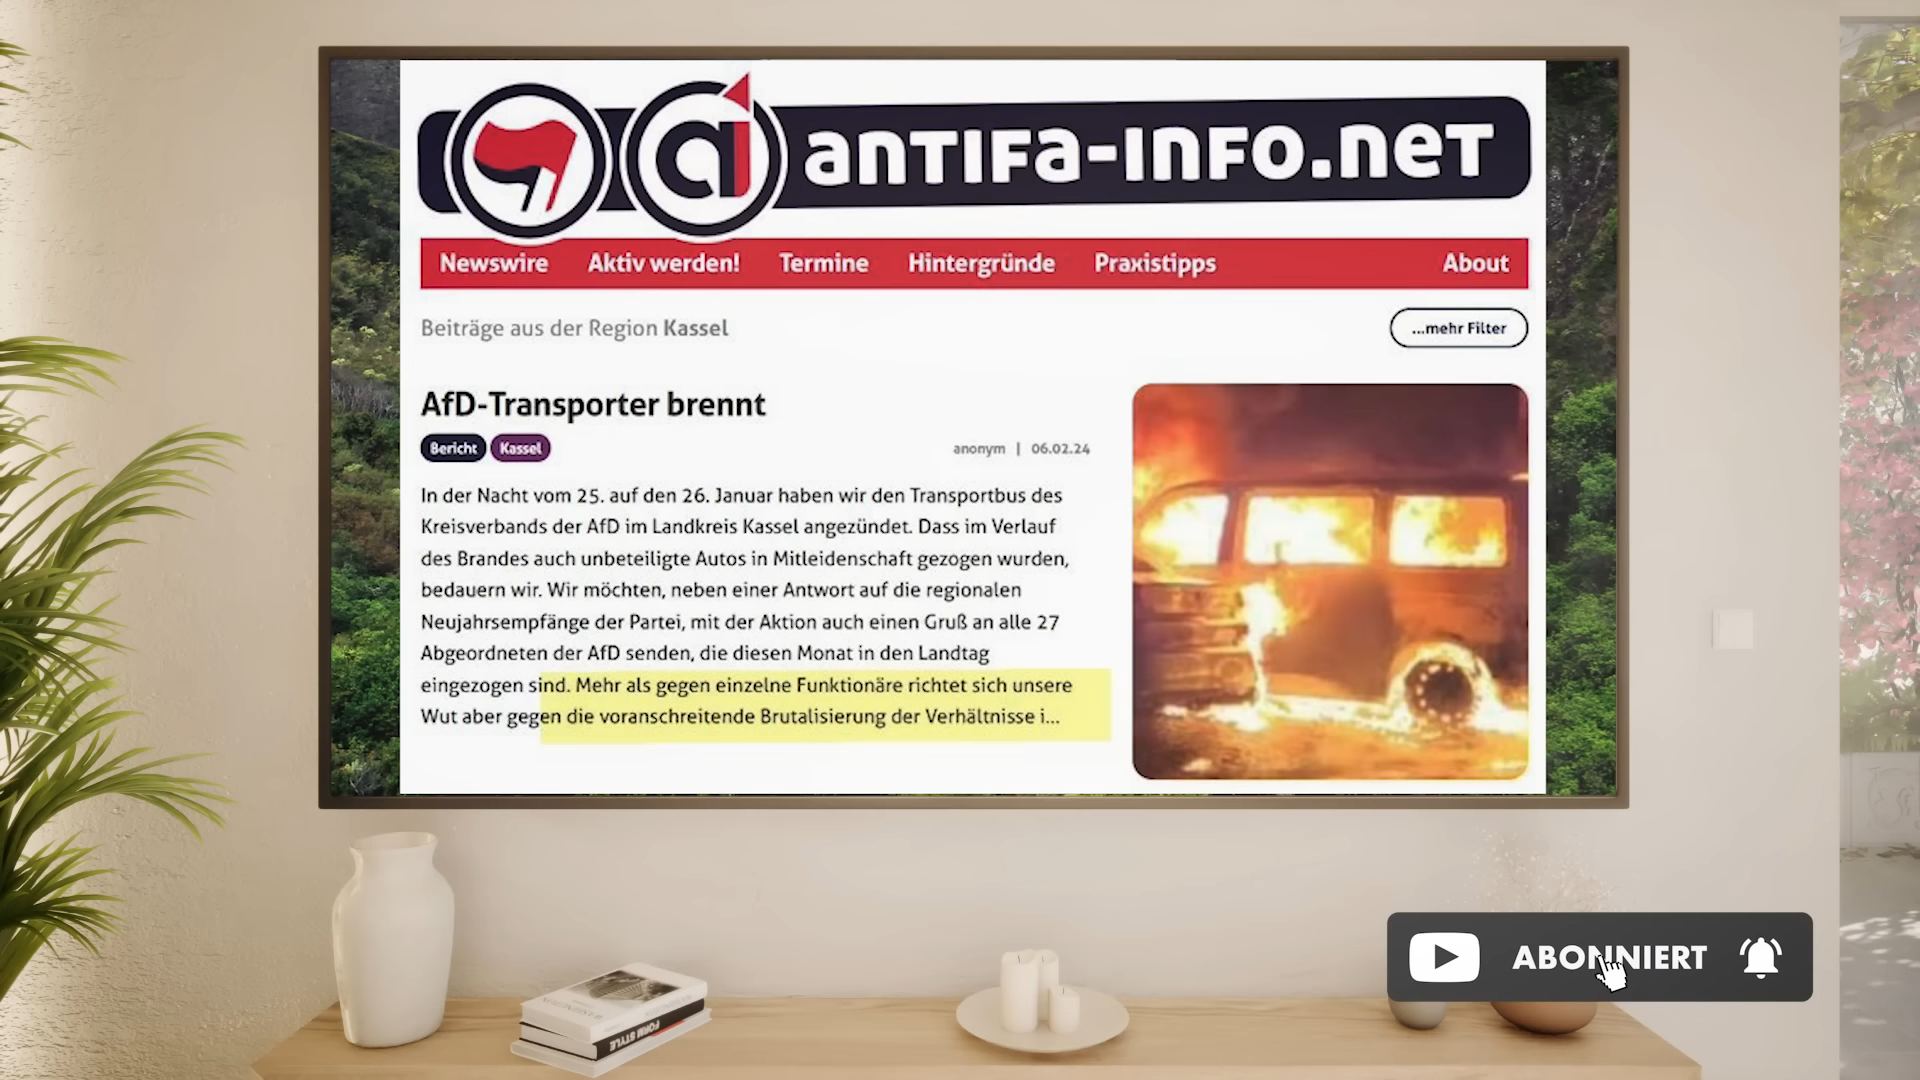 antifa-info.net
Newswire Aktiv werden! Termine Hintergründe Praxistipps About
Beiträge aus der Region Kassel
...mehr Filter
AfD-Transporter brennt
Bericht Kassel anonym | 06.02.24
In der Nacht vom 25. auf den 26. Januar haben wir den Transportbus des
Kreisverbands der AfD im Landkreis Kassel angezündet. Dass im Verlauf
des Brandes auch unbeteiligte Autos in Mitleidenschaft gezogen wurden,
bedauern wir. Wir möchten, neben einer Antwort auf die regionalen
Neujahrsempfänge der Partei, mit der Aktion auch einen Gruß an alle 27
Abgeordneten der AfD senden, die diesen Monat in den Landtag
eingezogen sind. Mehr als gegen einzelne Funktionäre richtet sich unsere
Wut aber gegen die voranschreitende Brutalisierung der Verhältnisse i...
FORM STYLE
ABONNIERT